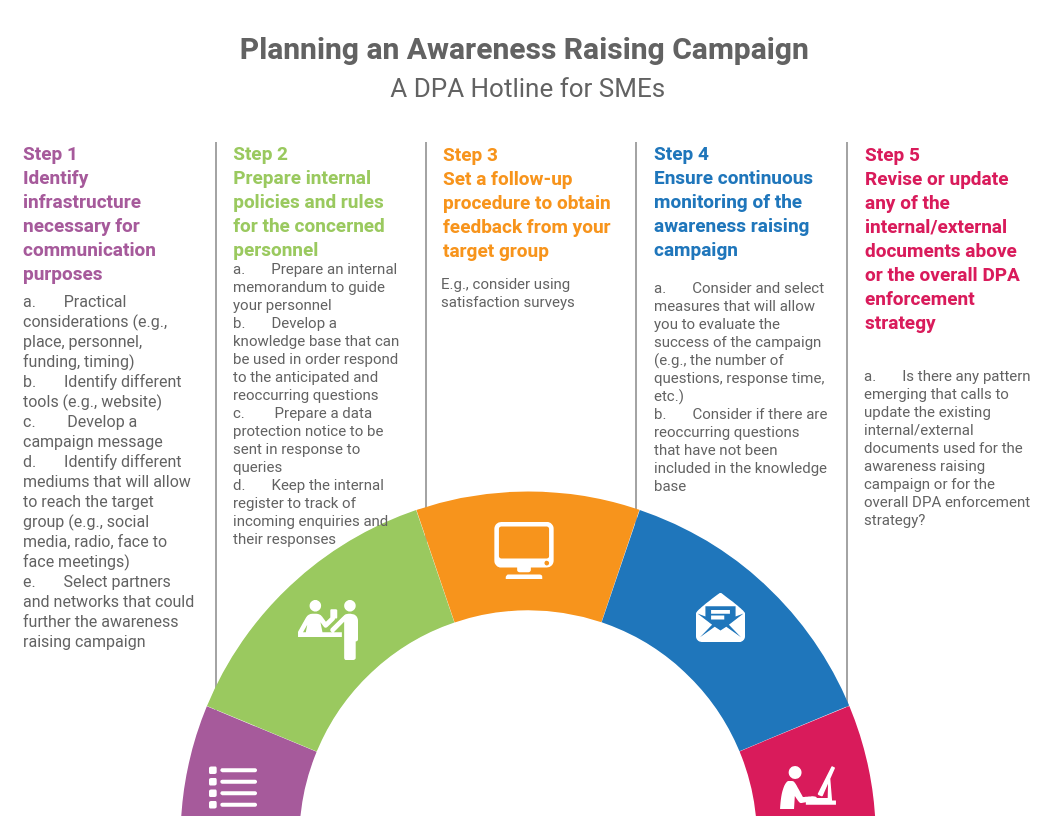 Planning an Awareness Raising Campaign
A DPA Hotline for SMEs
Step 1
Identify
infrastructure
necessary for
communication
purposes
a. Practical
considerations (e.g.,
place, personnel,
funding, timing)
b. Identify different
tools (e.g., website)
c. Develop a
campaign message
d. Identify different
mediums that will allow
to reach the target
group (e.g., social
media, radio, face to
face meetings)
e. Select partners
and networks that could
further the awareness
raising campaign
Step 2
Prepare internal
policies and rules
for the concerned
personnel
a. Prepare an internal
memorandum to guide
your personnel
b. Develop a
knowledge base that can
be used in order respond
to the anticipated and
reoccurring questions
c. Prepare a data
protection notice to be
sent in response to
queries
d. Keep the internal
register to track of
incoming enquiries and
their responses
Step 3
Set a follow-up
procedure to obtain
feedback from your
target group
E.g., consider using
satisfaction surveys
Step 4
Ensure continuous
monitoring of the
awareness raising
campaign
a. Consider and select
measures that will allow
you to evaluate the
success of the campaign
(e.g., the number of
questions, response time,
etc.)
b. Consider if there are
reoccurring questions
that have not been
included in the knowledge
base
Step 5
Revise or update
any of the
internal/external
documents above
or the overall DPA
enforcement
strategy
a. Is there any pattern
emerging that calls to
update the existing
internal/external
documents used for the
awareness raising
campaign or for the
overall DPA enforcement
strategy?